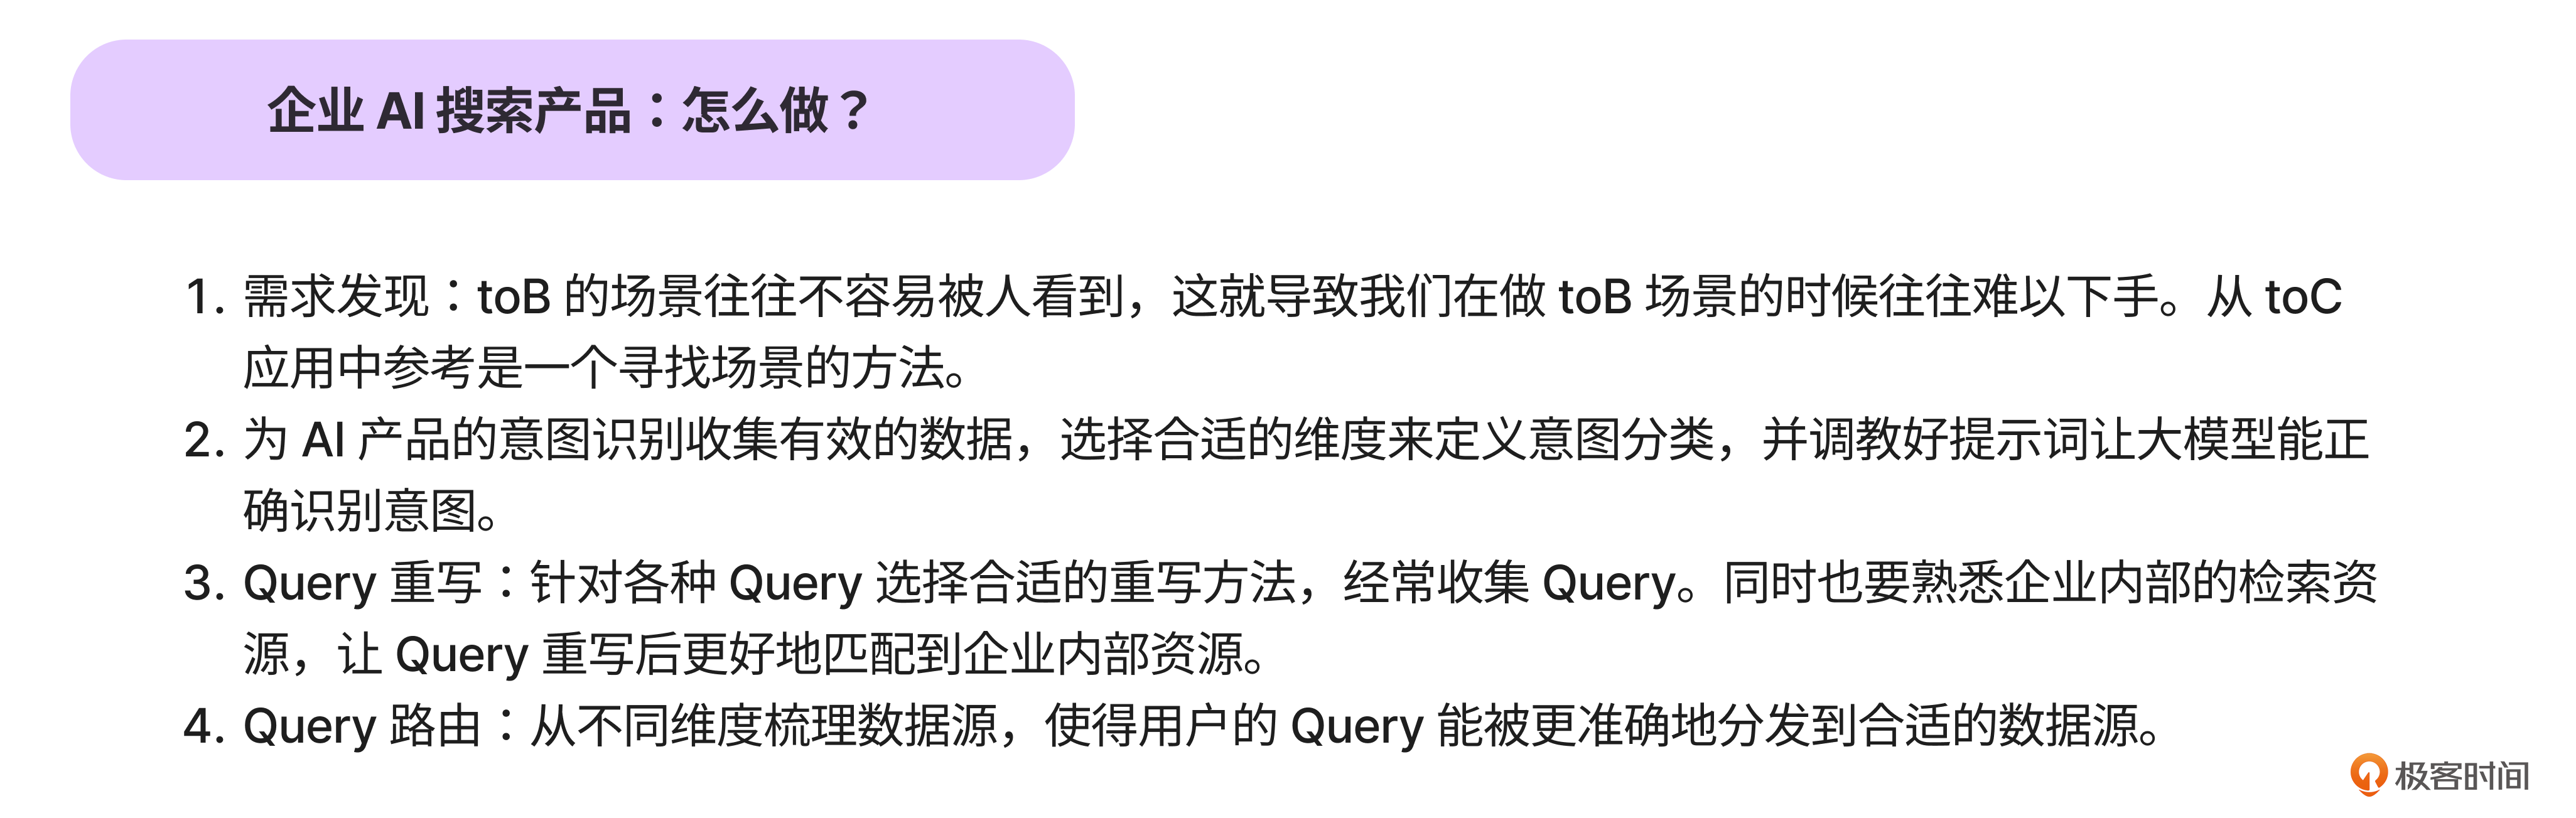 企业 AI 搜索产品：怎么做？
1. 需求发现：toB 的场景往往不容易被人看到，这就导致我们在做 toB 场景的时候往往难以下手。从 toC
应用中参考是一个寻找场景的方法。
2. 为 AI 产品的意图识别收集有效的数据，选择合适的维度来定义意图分类，并调教好提示词让大模型能正
确识别意图。
3. Query 重写：针对各种 Query 选择合适的重写方法，经常收集 Query。同时也要熟悉企业内部的检索资
源，让 Query 重写后更好地匹配到企业内部资源。
4. Query 路由：从不同维度梳理数据源，使得用户的 Query 能被更准确地分发到合适的数据源。
极客时间